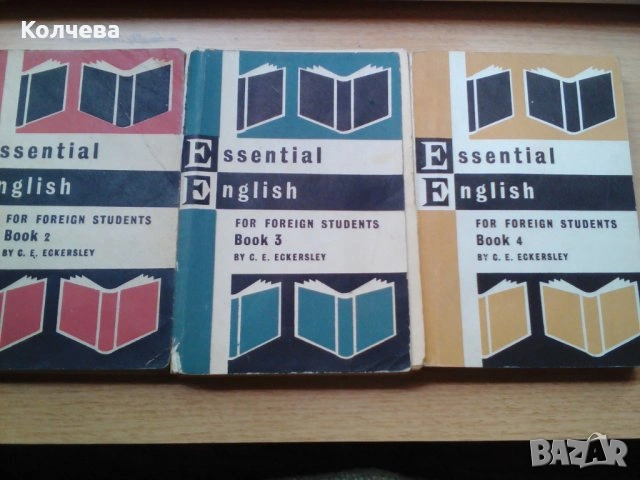 Колчева
ssential
nglish
FOR FOREIGN STUDENTS
Book 2
BY C. E. ECKERSLEY
Essential
English
FOR FOREIGN STUDENTS
Book 3
BY C. E. ECKERSLEY
Essential
English
FOR FOREIGN STUDENTS
Book 4
BY C. E. ECKERSLEY
BAZAR